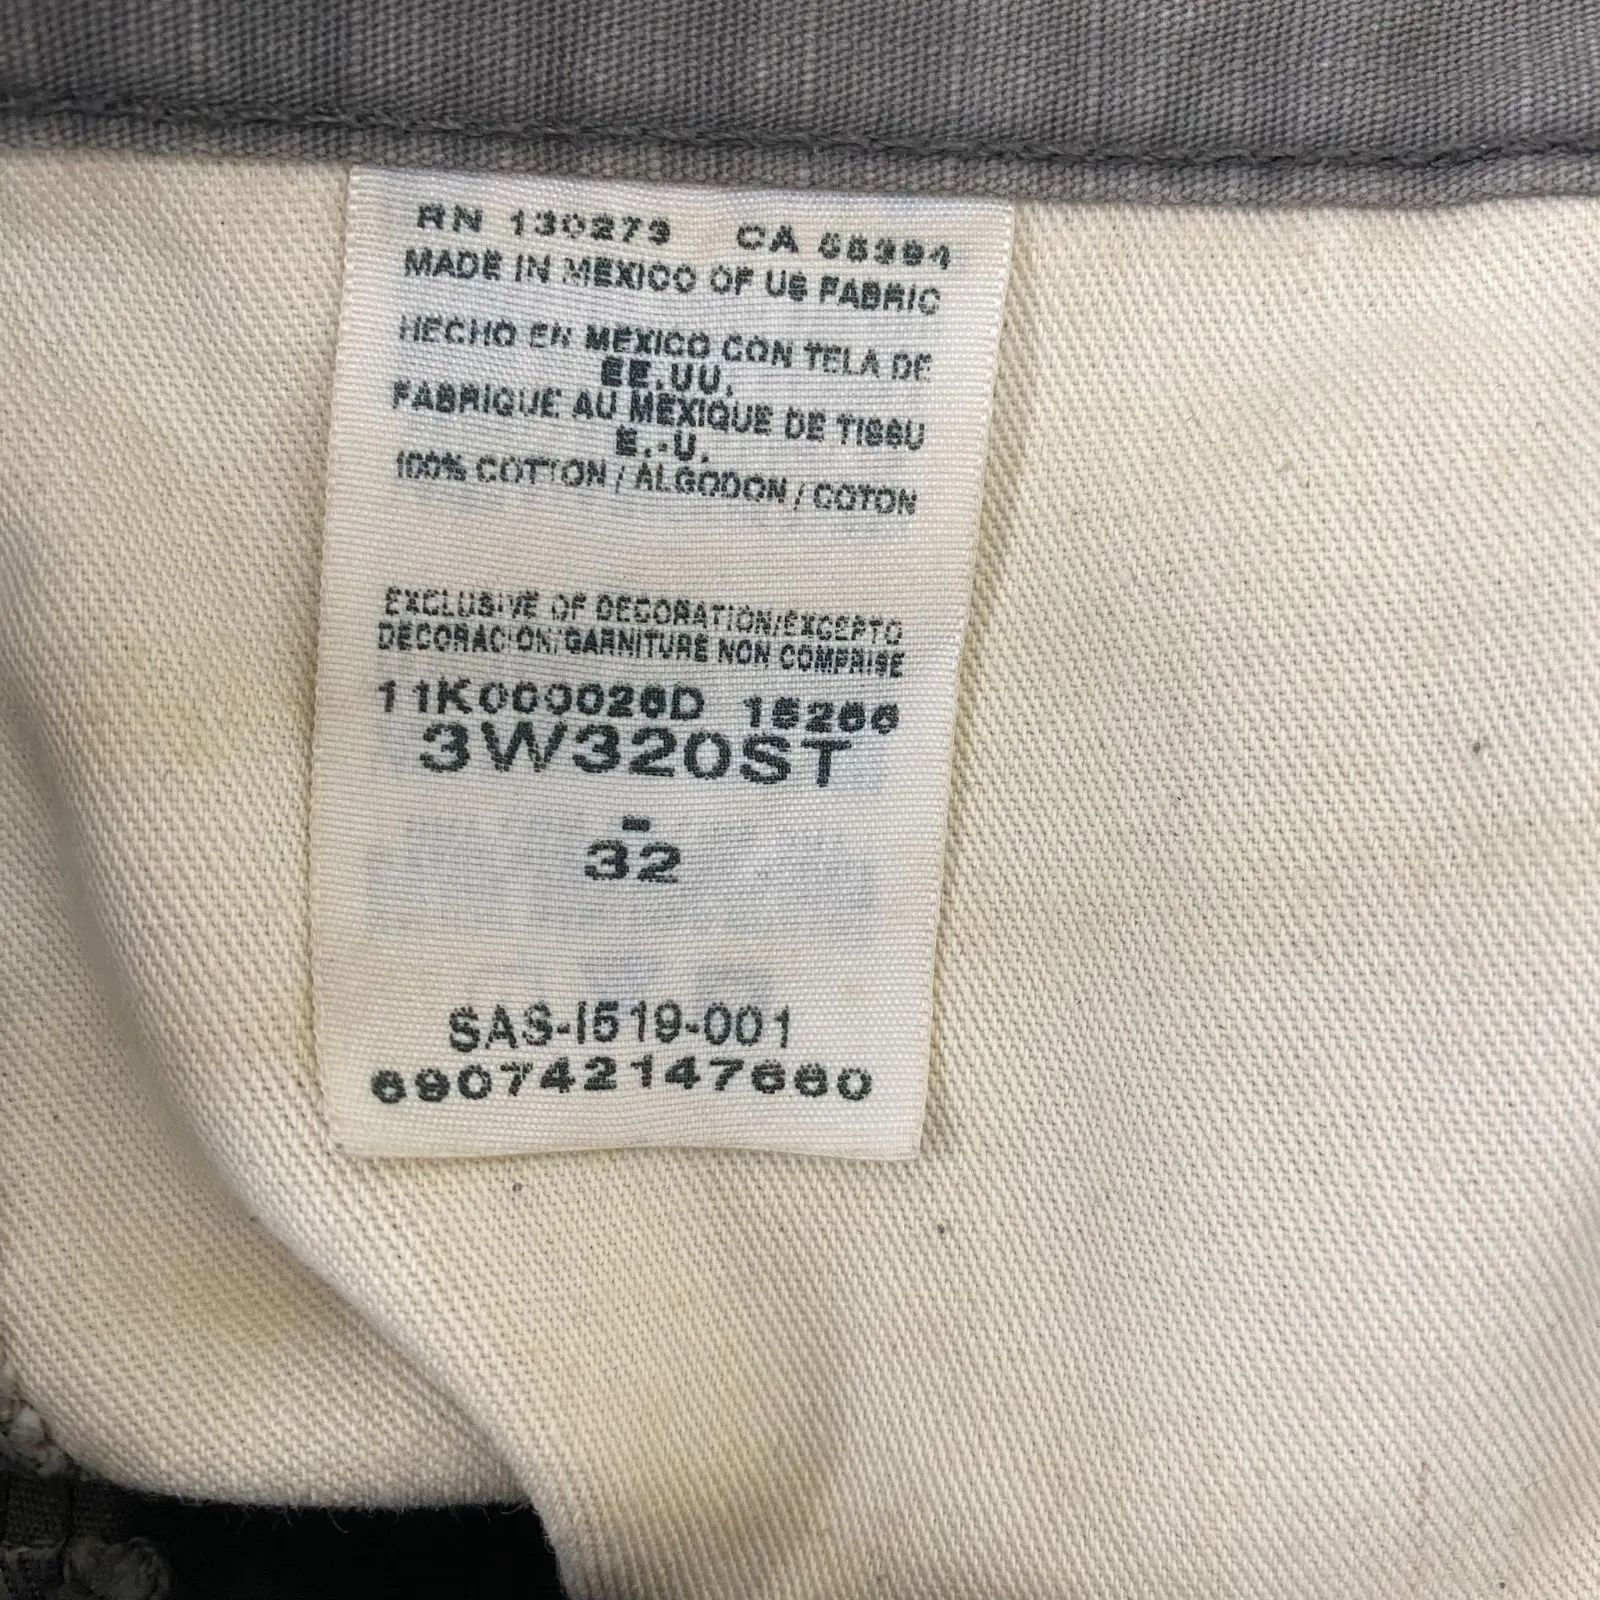 RN 130273 CA 55394
MADE IN MEXICO OF US FABRIC
HECHO EN MEXICO CON TELA DE
EE.UU.
FABRIQUE AU MEXIQUE DE TISSU
E.-U.
100% COTTON / ALGODON / COTON
EXCLUSIVE OF DECORATION/EXCEPTO
DECORACION/GARNITURE NON COMPRISE
11K000026D 15266
3W320ST
-
32
SAS-I519-001
690742147660